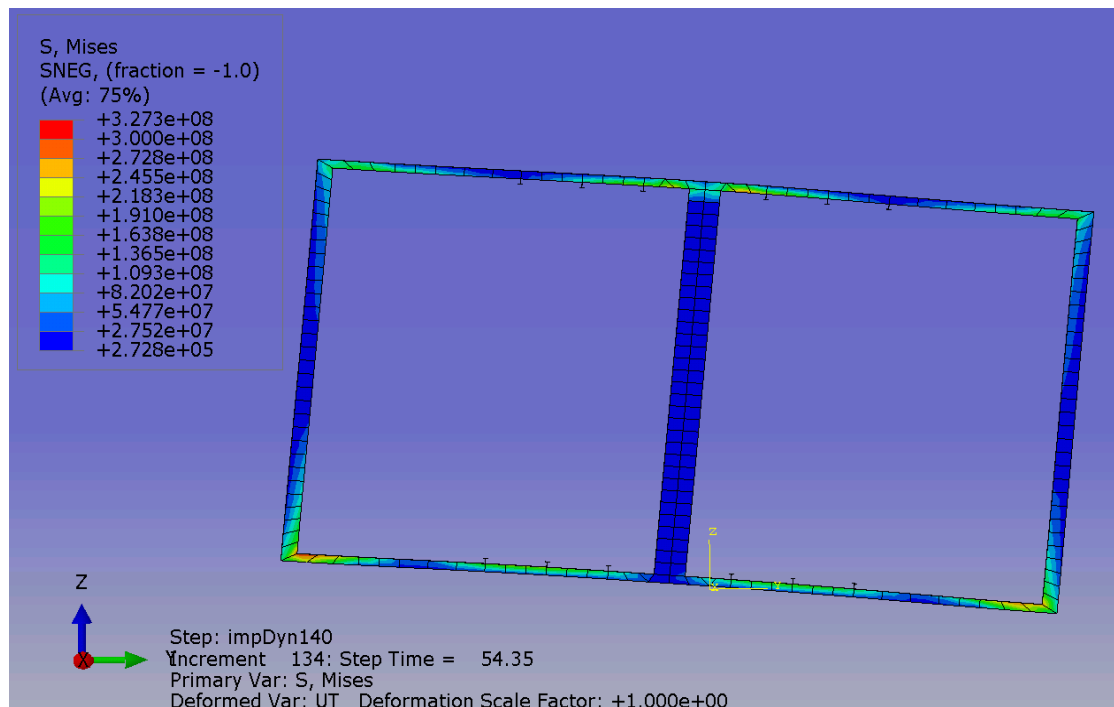 S, Mises
SNEG, (fraction = -1.0)
(Avg: 75%)
+3.273e+08
+3.000e+08
+2.728e+08
+2.455e+08
+2.183e+08
+1.910e+08
+1.638e+08
+1.365e+08
+1.093e+08
+8.202e+07
+5.477e+07
+2.752e+07
+2.728e+05
Z
Y
X
Z
Y
X
Step: impDyn140
Increment 134: Step Time = 54.35
Primary Var: S, Mises
Deformed Var: UT Deformation Scale Factor: +1.000e+00